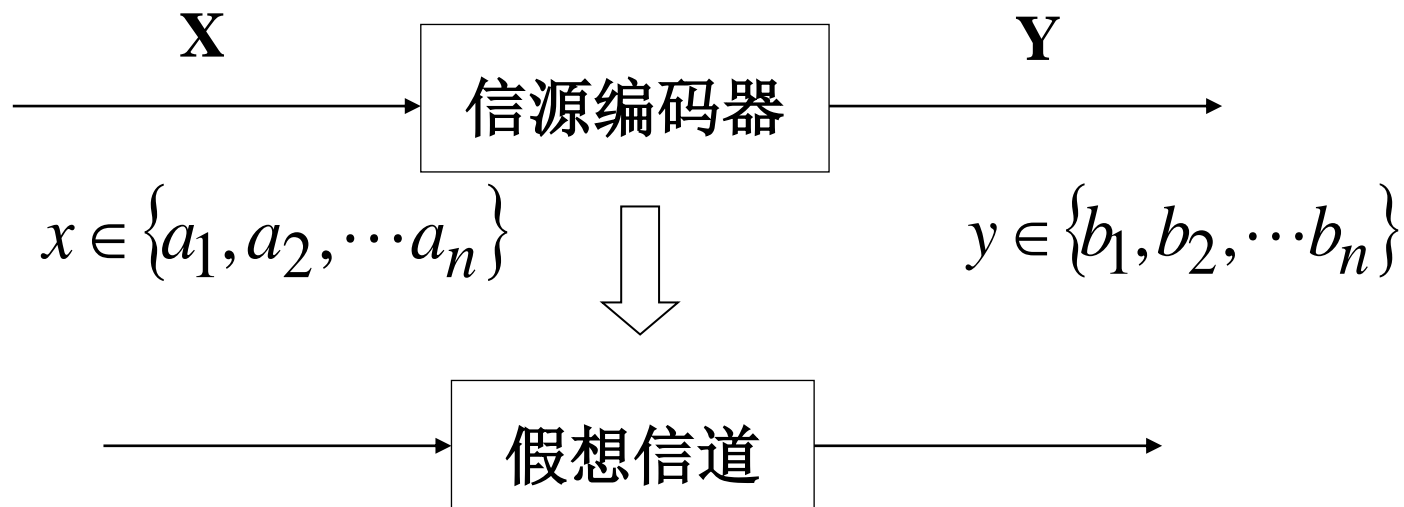 X Y
信源编码器
x ∈ {a₁, a₂, ⋯ aₙ} y ∈ {b₁, b₂, ⋯ bₙ}
假想信道